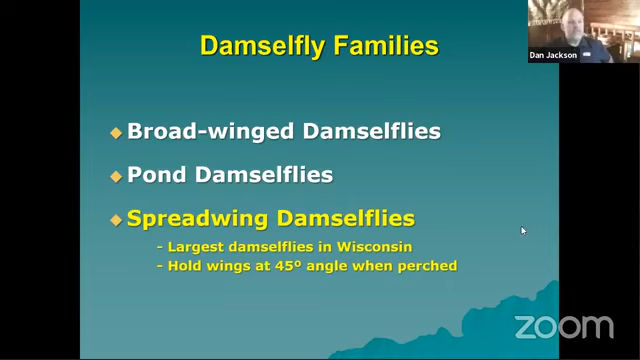 Damselfly Families
Dan Jackson
Broad-winged Damselflies
Pond Damselflies
Spreadwing Damselflies
- Largest damselflies in Wisconsin
- Hold wings at 45º angle when perched
zoom